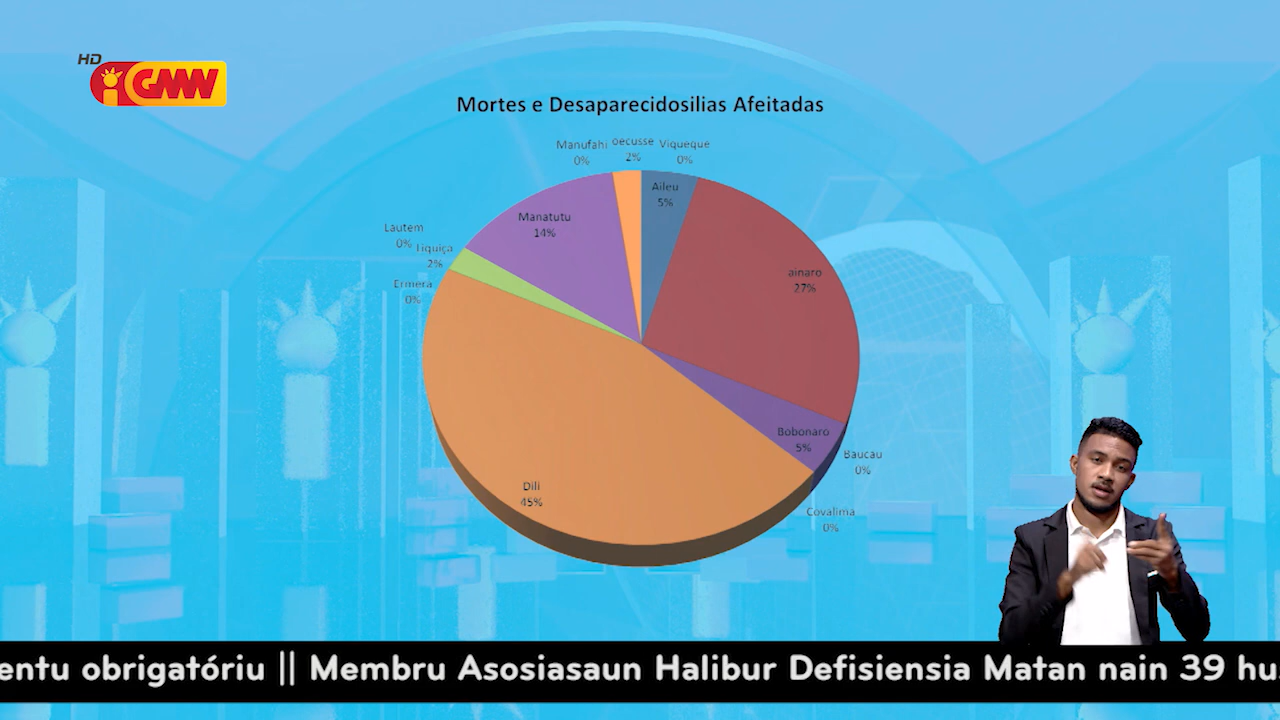 HD
GMW
Mortes e Desaparecidosilias Afeitadas
Manufahi
0%
oecusse
2%
Viqueque
0%
Aileu
5%
Manatutu
14%
Lautem
0%
Liquiça
2%
Ermera
0%
ainaro
27%
Bobonaro
5%
Baucau
0%
Covalima
0%
Dili
45%
entu obrigatóriu || Membru Asosiasaun Halibur Defisiensia Matan nain 39 hus